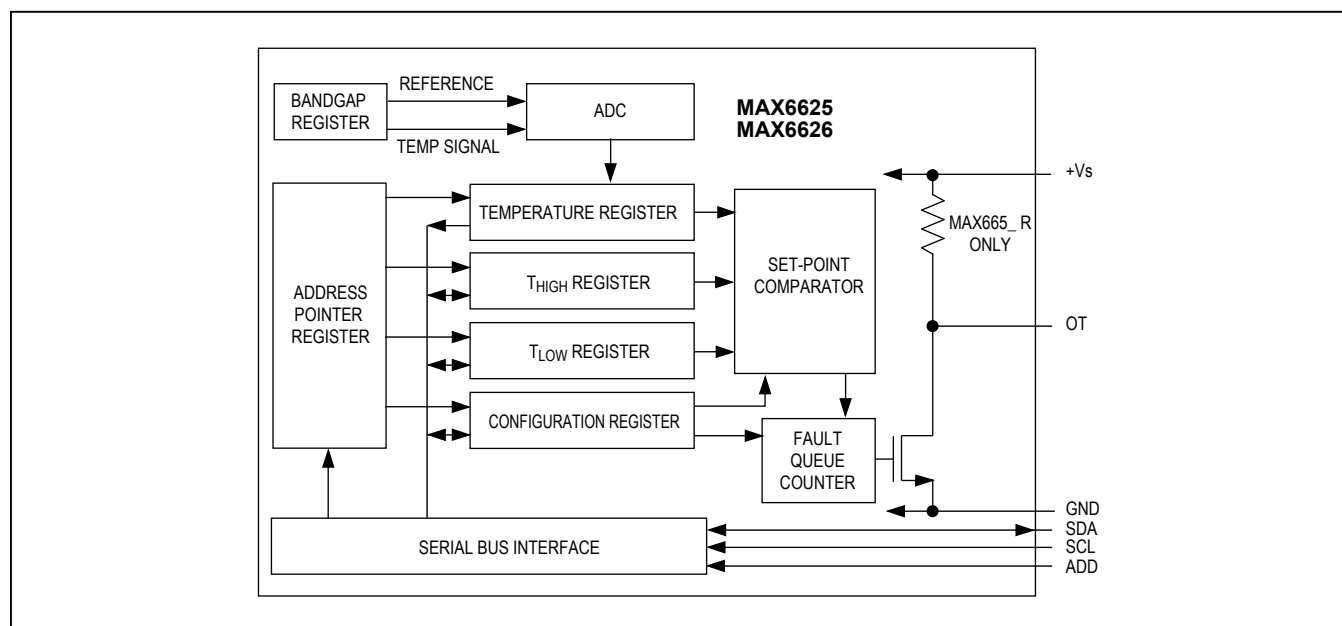 BANDGAP
REGISTER
REFERENCE
TEMP SIGNAL
ADC
MAX6625
MAX6626
+Vs
MAX665_ R
ONLY
ADDRESS
POINTER
REGISTER
TEMPERATURE REGISTER
THIGH REGISTER
TLOW REGISTER
CONFIGURATION REGISTER
SET-POINT
COMPARATOR
OT
FAULT
QUEUE
COUNTER
SERIAL BUS INTERFACE
GND
SDA
SCL
ADD